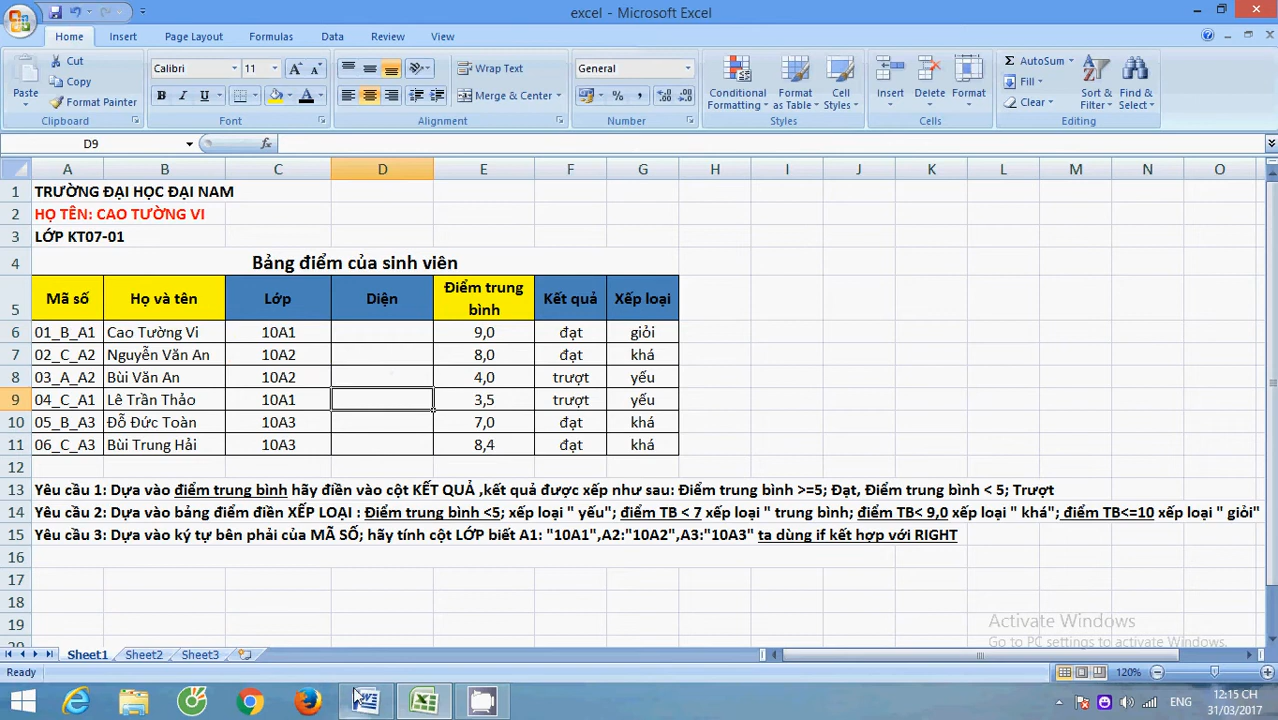 excel - Microsoft Excel
Home Insert Page Layout Formulas Data Review View
Paste Cut Copy Format Painter Clipboard
Calibri 11 A A B I U A Font
Wrap Text Merge & Center Alignment
General % , Number
Conditional Formatting Format as Table Cell Styles Styles
Insert Delete Format Cells
Σ AutoSum Fill Clear Sort & Filter Find & Select Editing
D9 fx
A B C D E F G H I J K L M N O
1 TRƯỜNG ĐẠI HỌC ĐẠI NAM
2 HỌ TÊN: CAO TƯỜNG VI
3 LỚP KT07-01
4 Bảng điểm của sinh viên
5 Mã số Họ và tên Lớp Diện Điểm trung bình Kết quả Xếp loại
6 01_B_A1 Cao Tường Vi 10A1 9,0 đạt giỏi
7 02_C_A2 Nguyễn Văn An 10A2 8,0 đạt khá
8 03_A_A2 Bùi Văn An 10A2 4,0 trượt yếu
9 04_C_A1 Lê Trần Thảo 10A1 3,5 trượt yếu
10 05_B_A3 Đỗ Đức Toàn 10A3 7,0 đạt khá
11 06_C_A3 Bùi Trung Hải 10A3 8,4 đạt khá
12
13 Yêu cầu 1: Dựa vào điểm trung bình hãy điền vào cột KẾT QUẢ ,kết quả được xếp như sau: Điểm trung bình >=5; Đạt, Điểm trung bình < 5; Trượt
14 Yêu cầu 2: Dựa vào bảng điểm điền XẾP LOẠI : Điểm trung bình <5; xếp loại " yếu"; điểm TB < 7 xếp loại " trung bình; điểm TB< 9,0 xếp loại " khá"; điểm TB<=10 xếp loại " giỏi"
15 Yêu cầu 3: Dựa vào ký tự bên phải của MÃ SỐ; hãy tính cột LỚP biết A1: "10A1",A2:"10A2",A3:"10A3" ta dùng if kết hợp với RIGHT
16
17
18
19
Activate Windows
Go to PC settings to activate Windows.
Sheet1 Sheet2 Sheet3
Ready 120%
ENG 12:15 CH
31/03/2017